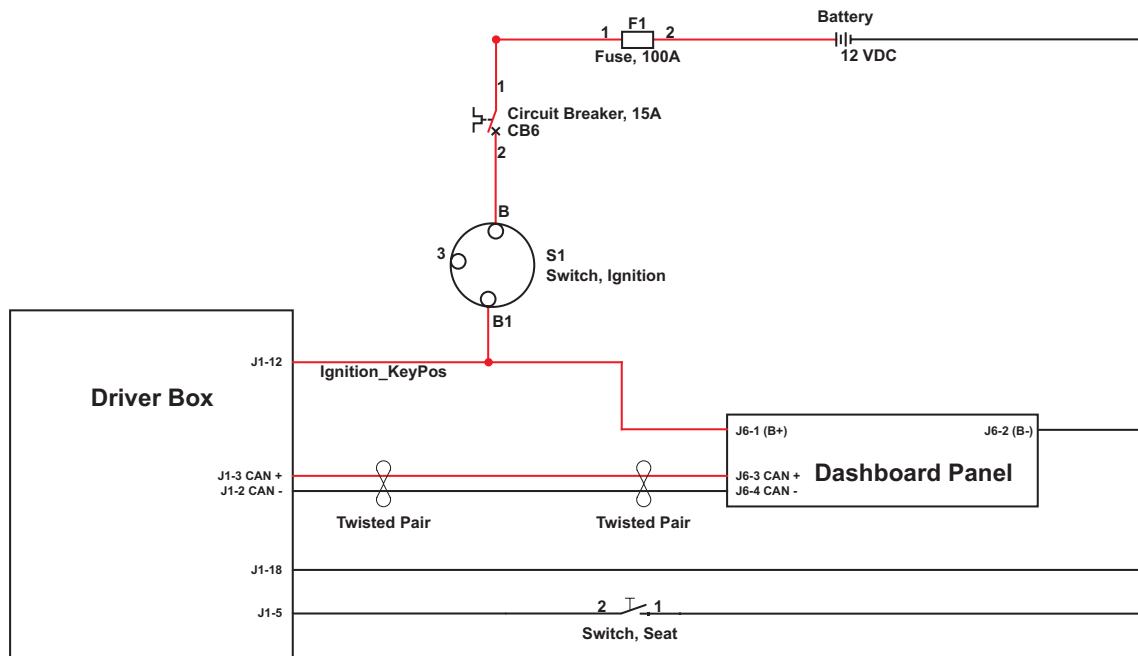 Battery
F1
1
2
Fuse, 100A
12 VDC
1
Circuit Breaker, 15A
CB6
2
B
3
S1
Switch, Ignition
B1
J1-12
Ignition_KeyPos
Driver Box
J6-1 (B+)
J6-2 (B-)
J1-3 CAN +
J6-3 CAN +
Dashboard Panel
J1-2 CAN -
J6-4 CAN -
Twisted Pair
Twisted Pair
J1-18
J1-5
2
1
Switch, Seat